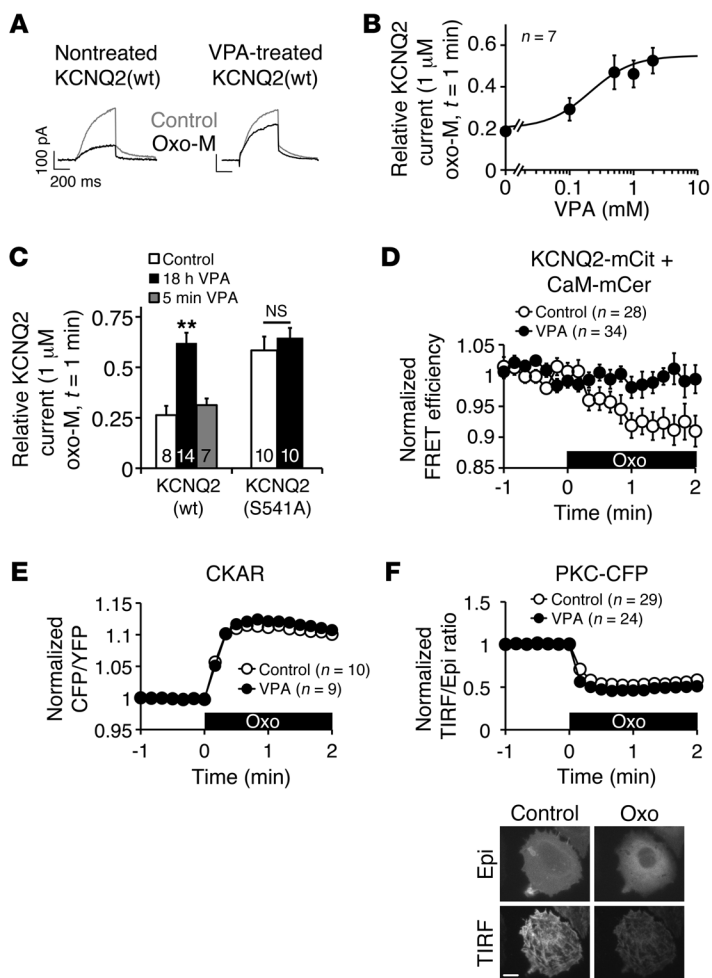 A
Nontreated
KCNQ2(wt)
VPA-treated
KCNQ2(wt)
Control
Oxo-M
100 pA
200 ms
B
Relative KCNQ2
current (1 μM
oxo-M, t = 1 min)
n = 7
0.6
0.4
0.2
0
0
0.1
1
10
VPA (mM)
C
Control
18 h VPA
5 min VPA
Relative KCNQ2
current (1 μM
oxo-M, t = 1 min)
0.75
0.50
0.25
0
**
NS
8
14
7
10
10
KCNQ2
(wt)
KCNQ2
(S541A)
D
KCNQ2-mCit +
CaM-mCer
Control (n = 28)
VPA (n = 34)
Normalized
FRET efficiency
1.05
1
0.95
0.9
0.85
Oxo
-1 0 1 2
Time (min)
E
CKAR
Normalized
CFP/YFP
1.15
1.10
1.05
1
0.95
Control (n = 10)
VPA (n = 9)
Oxo
-1 0 1 2
Time (min)
F
PKC-CFP
Control (n = 29)
VPA (n = 24)
Normalized
TIRF/Epi ratio
1.5
1
0.5
0
Oxo
-1 0 1 2
Time (min)
Control Oxo
Epi
TIRF